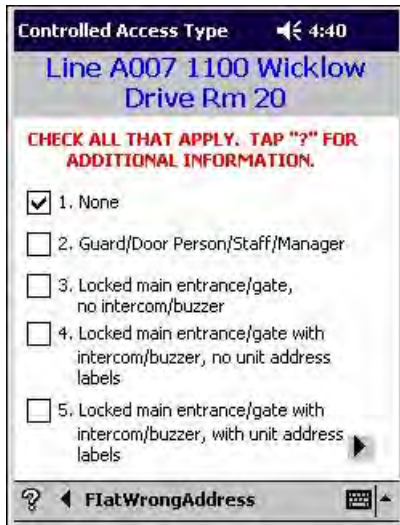 Controlled Access Type 4:40
Line A007 1100 Wicklow
Drive Rm 20
CHECK ALL THAT APPLY. TAP "?" FOR
ADDITIONAL INFORMATION.
1. None
2. Guard/Door Person/Staff/Manager
3. Locked main entrance/gate,
no intercom/buzzer
4. Locked main entrance/gate with
intercom/buzzer, no unit address
labels
5. Locked main entrance/gate with
intercom/buzzer, with unit address
labels
? FIatWrongAddress